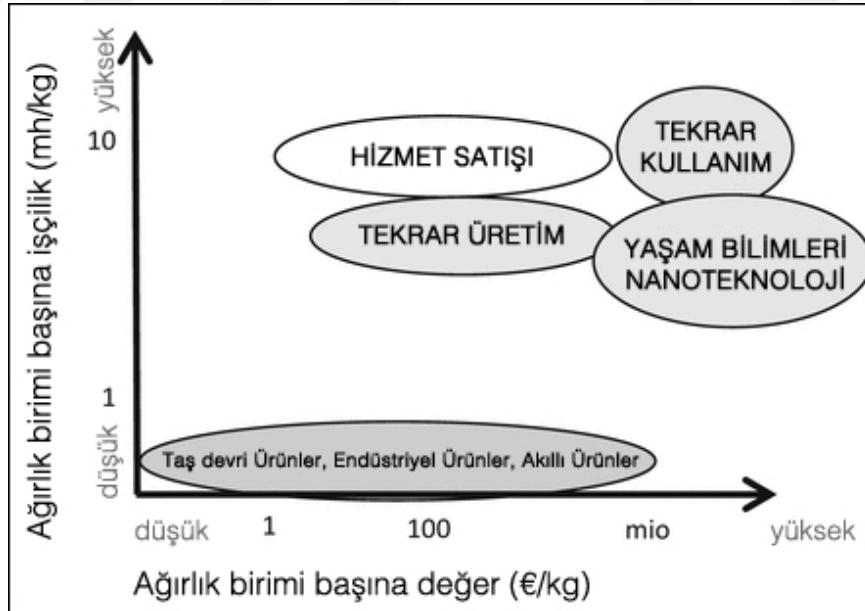 Ağırlık birimi başına işçilik (mh/kg)
yüksek
10
1
düşük
HİZMET SATIŞI
TEKRAR
KULLANIM
TEKRAR ÜRETİM
YAŞAM BİLİMLERİ
NANOTEKNOLOJİ
Taş devri Ürünler, Endüstriyel Ürünler, Akıllı Ürünler
düşük 1 100 mio yüksek
Ağırlık birimi başına değer (€/kg)